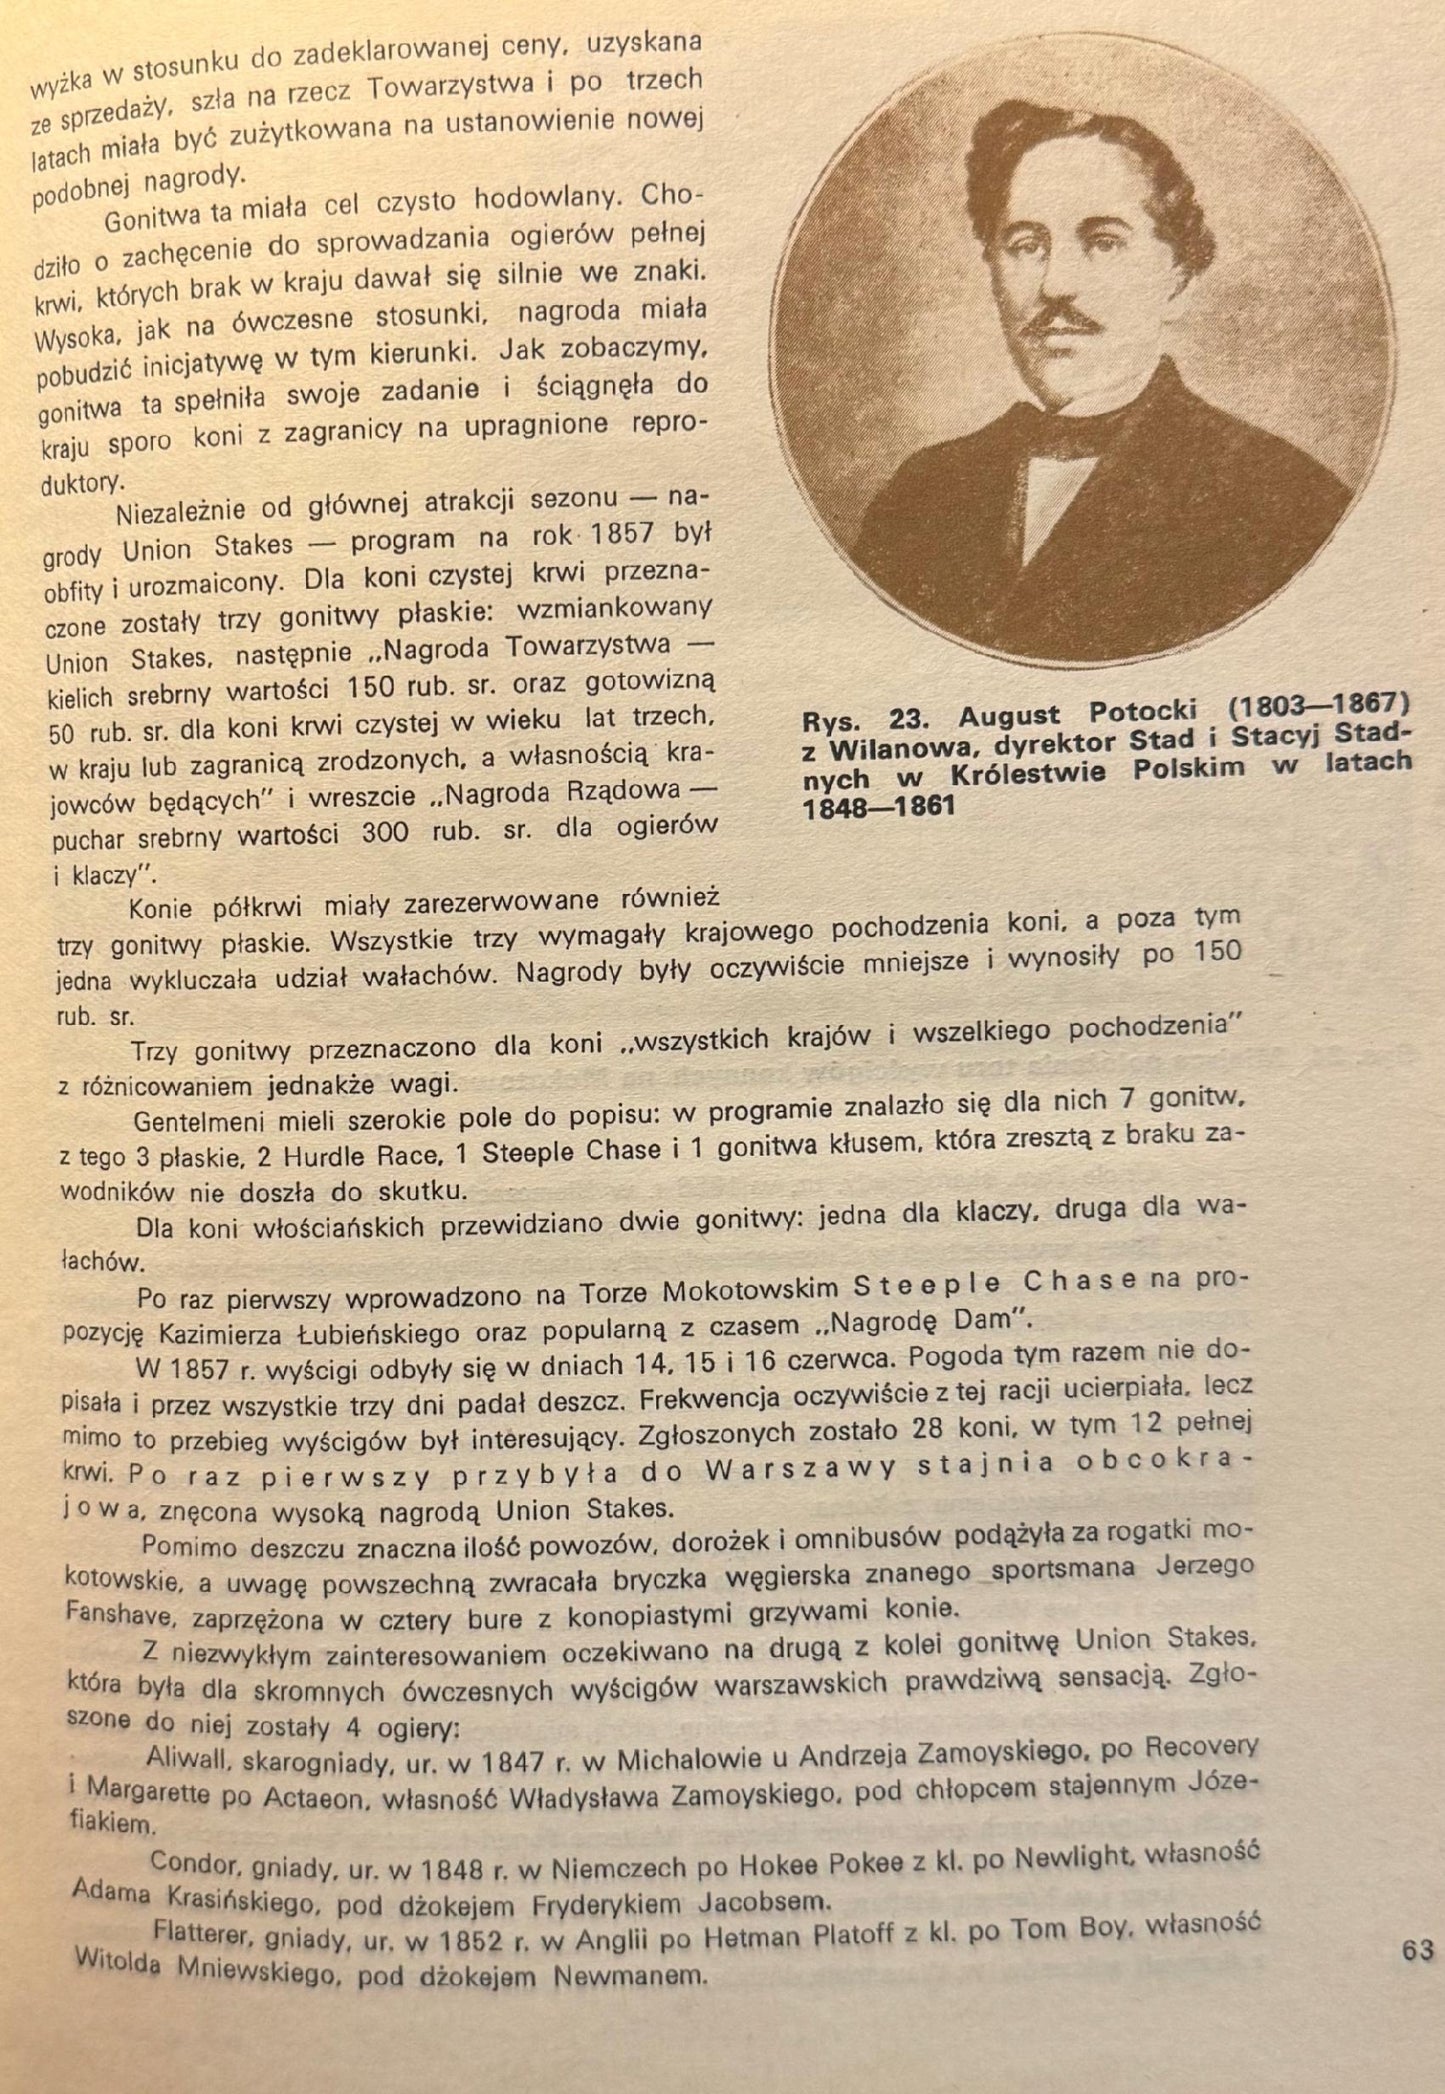 wyżka w stosunku do zadeklarowanej ceny, uzyskana
ze sprzedaży, szła na rzecz Towarzystwa i po trzech
latach miała być zużytkowana na ustanowienie nowej
podobnej nagrody.
Gonitwa ta miała cel czysto hodowlany. Cho-
dziło o zachęcenie do sprowadzania ogierów pełnej
krwi, których brak w kraju dawał się silnie we znaki.
Wysoka, jak na ówczesne stosunki, nagroda miała
pobudzić inicjatywę w tym kierunki. Jak zobaczymy,
gonitwa ta spełniła swoje zadanie i ściągnęła do
kraju sporo koni z zagranicy na upragnione repro-
duktory.
Niezależnie od głównej atrakcji sezonu — na-
grody Union Stakes — program na rok 1857 był
obfity i urozmaicony. Dla koni czystej krwi przezna-
czone zostały trzy gonitwy płaskie: wzmiankowany
Union Stakes, następnie „Nagroda Towarzystwa —
kielich srebrny wartości 150 rub. sr. oraz gotowizną
50 rub. sr. dla koni krwi czystej w wieku lat trzech,
w kraju lub zagranicą zrodzonych, a własnością kra-
jowców będących” i wreszcie „Nagroda Rządowa —
puchar srebrny wartości 300 rub. sr. dla ogierów
i klaczy”.
Rys. 23. August Potocki (1803—1867)
z Wilanowa, dyrektor Stad i Stacyj Stad-
nych w Królestwie Polskim w latach
1848—1861
Konie półkrwi miały zarezerwowane również
trzy gonitwy płaskie. Wszystkie trzy wymagały krajowego pochodzenia koni, a poza tym
jedna wykluczała udział wałachów. Nagrody były oczywiście mniejsze i wynosiły po 150
rub. sr.
Trzy gonitwy przeznaczono dla koni „wszystkich krajów i wszelkiego pochodzenia”
z różnicowaniem jednakże wagi.
Gentelmeni mieli szerokie pole do popisu: w programie znalazło się dla nich 7 gonitw,
z tego 3 płaskie, 2 Hurdle Race, 1 Steeple Chase i 1 gonitwa kłusem, która zresztą z braku za-
wodników nie doszła do skutku.
Dla koni włościańskich przewidziano dwie gonitwy: jedna dla klaczy, druga dla wa-
łachów.
Po raz pierwszy wprowadzono na Torze Mokotowskim Steeple Chase na pro-
pozycję Kazimierza Łubieńskiego oraz popularną z czasem „Nagrodę Dam”.
W 1857 r. wyścigi odbyły się w dniach 14, 15 i 16 czerwca. Pogoda tym razem nie do-
pisała i przez wszystkie trzy dni padał deszcz. Frekwencja oczywiście z tej racji ucierpiała, lecz
mimo to przebieg wyścigów był interesujący. Zgłoszonych zostało 28 koni, w tym 12 pełnej
krwi. Po raz pierwszy przybyła do Warszawy stajnia obcokra-
jowa, znęcona wysoką nagrodą Union Stakes.
Pomimo deszczu znaczna ilość powozów, dorożek i omnibusów podążyła za rogatki mo-
kotowskie, a uwagę powszechną zwracała bryczka węgierska znanego sportsmana Jerzego
Fanshave, zaprzężona w cztery bure z konopiastymi grzywami konie.
Z niezwykłym zainteresowaniem oczekiwano na drugą z kolei gonitwę Union Stakes,
która była dla skromnych ówczesnych wyścigów warszawskich prawdziwą sensacją. Zgło-
szone do niej zostały 4 ogiery:
Aliwall, skarogniady, ur. w 1847 r. w Michalowie u Andrzeja Zamoyskiego, po Recovery
i Margarette po Actaeon, własność Władysława Zamoyskiego, pod chłopcem stajennym Józe-
fiakiem.
Condor, gniady, ur. w 1848 r. w Niemczech po Hokee Pokee z kl. po Newlight, własność
Adama Krasińskiego, pod dżokejem Fryderykiem Jacobsem.
Flatterer, gniady, ur. w 1852 r. w Anglii po Hetman Platoff z kl. po Tom Boy, własność
Witolda Mniewskiego, pod dżokejem Newmanem.
63